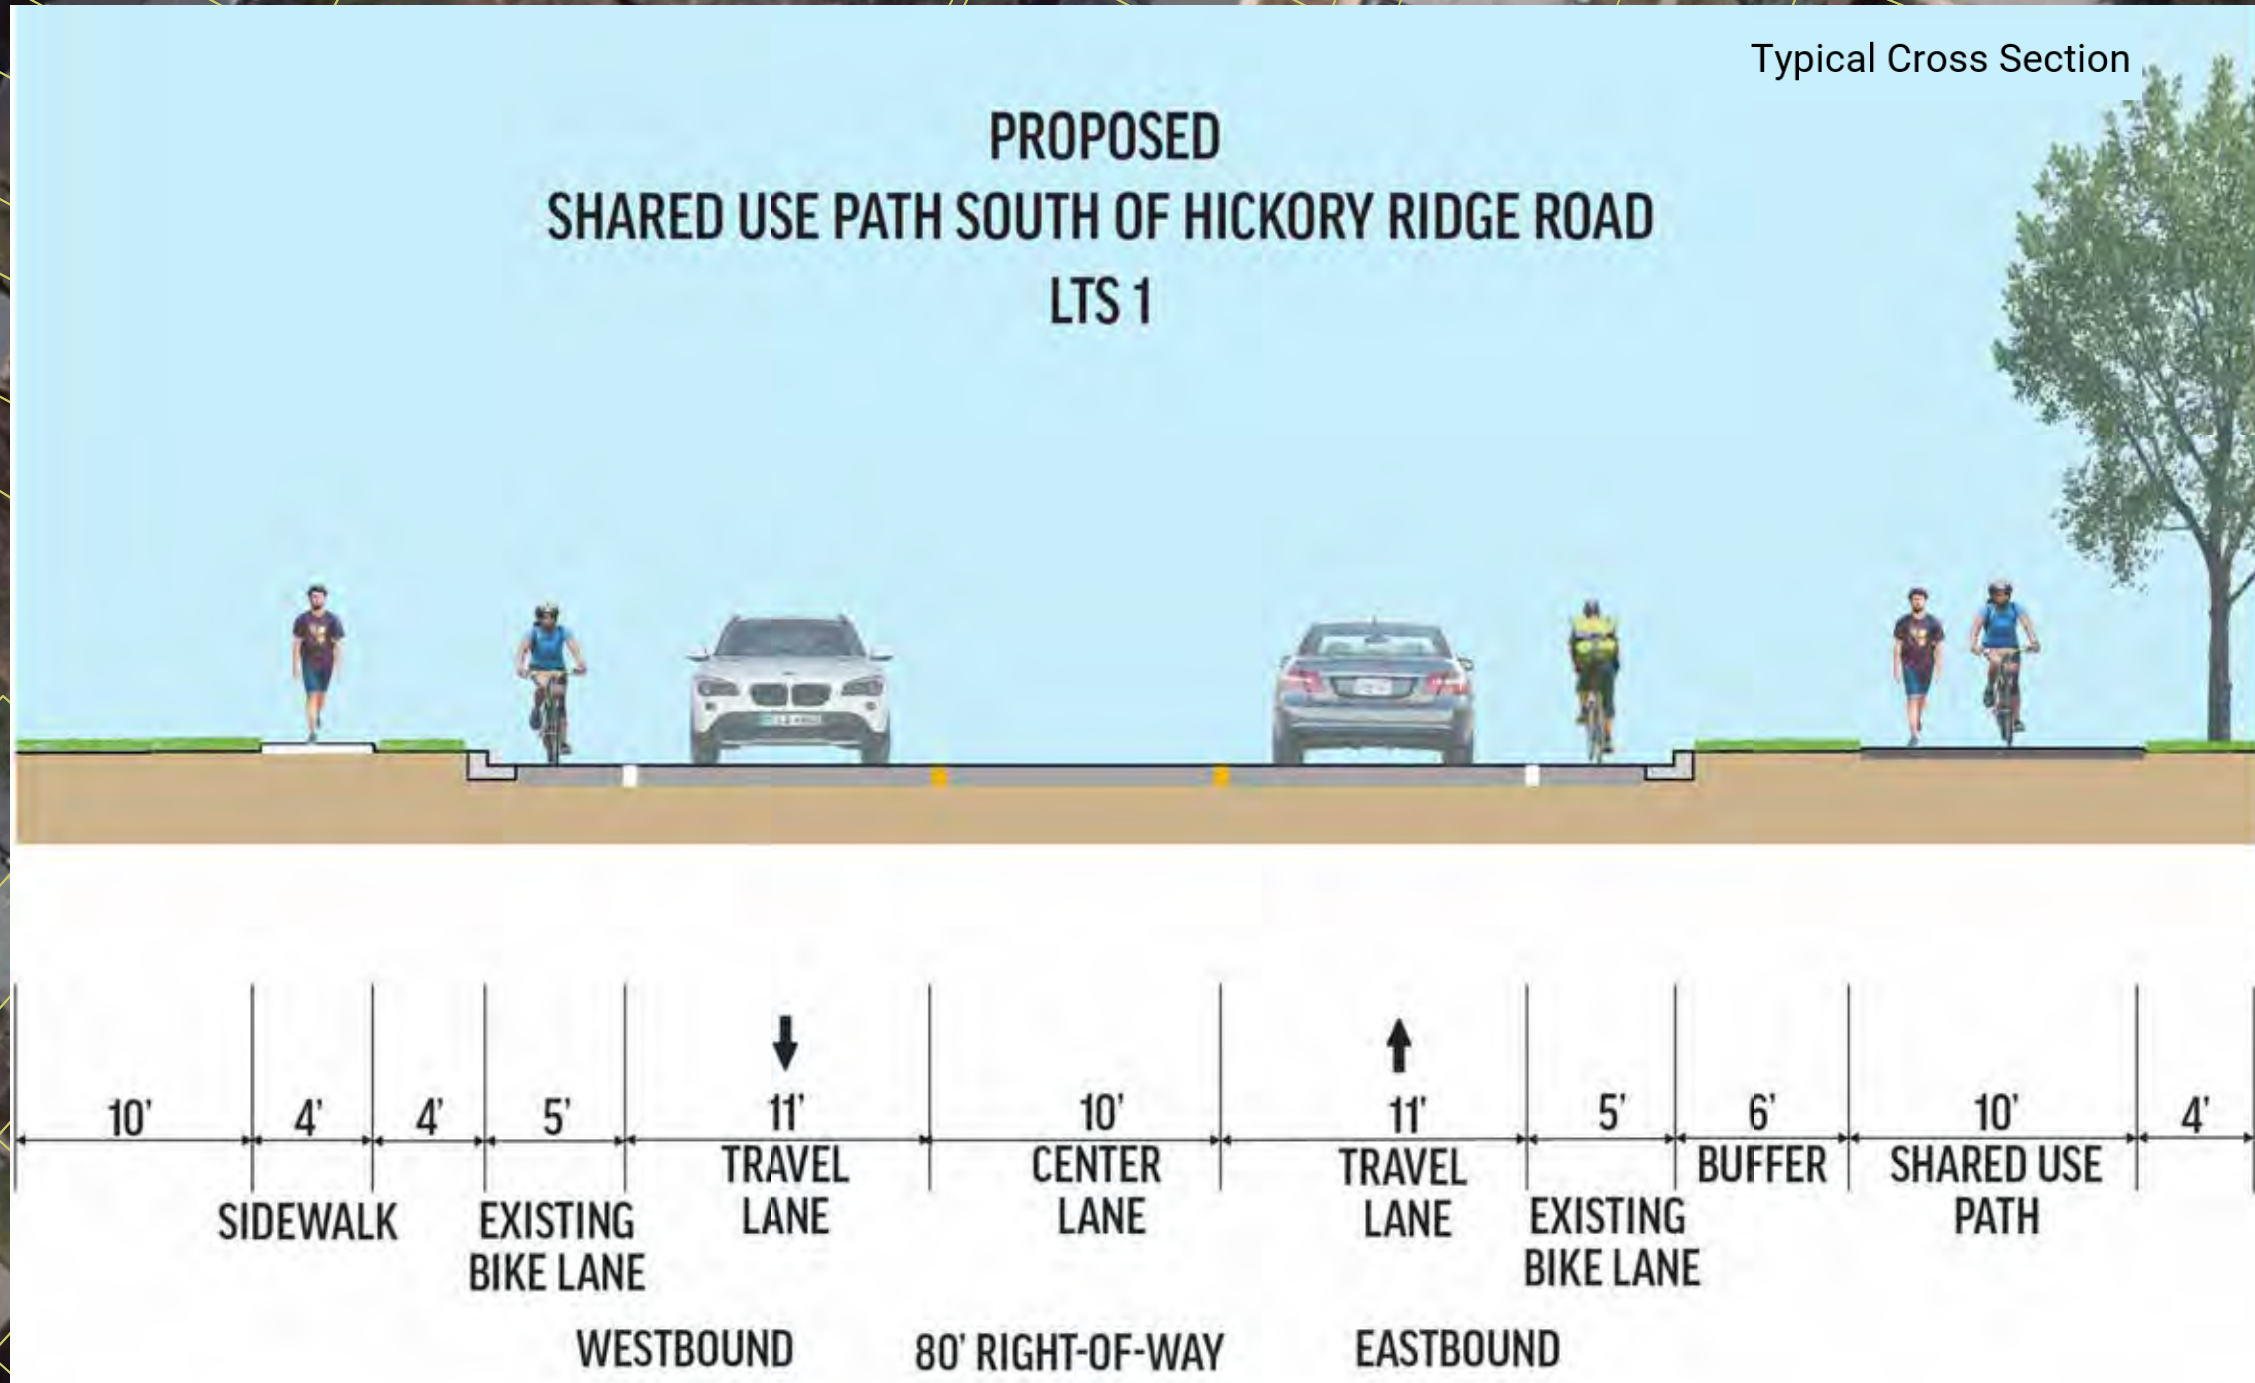 Typical Cross Section
PROPOSED
SHARED USE PATH SOUTH OF HICKORY RIDGE ROAD
LTS 1
10' 4' 4' 5' 11' 10' 11' 5' 6' 10' 4'
SIDEWALK
EXISTING
BIKE LANE
TRAVEL
LANE
CENTER
LANE
TRAVEL
LANE
EXISTING
BIKE LANE
BUFFER
SHARED USE
PATH
WESTBOUND 80' RIGHT-OF-WAY EASTBOUND